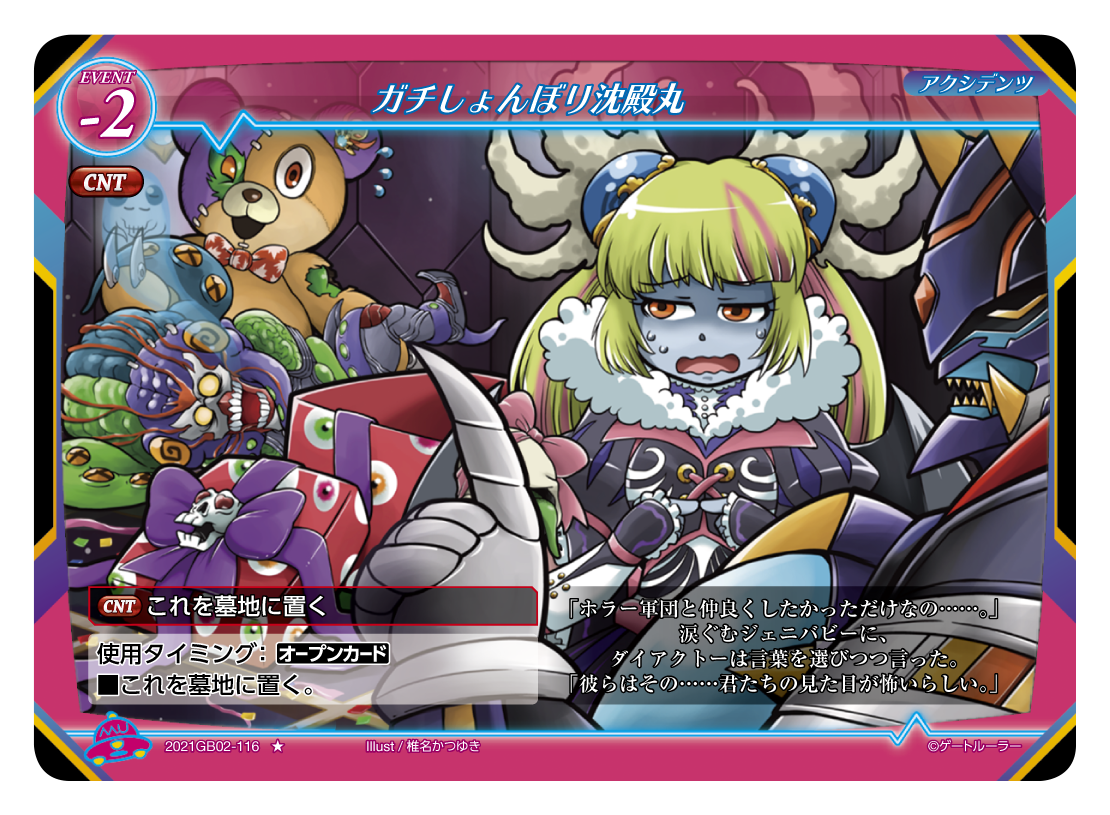 EVENT
-2
ガチしょんぼり沈殿丸
アクシデンツ
CNT
CNT これを墓地に置く
使用タイミング：オープンカード
■これを墓地に置く。
「ホラー軍団と仲良くしたかっただけなの……。」
涙ぐむジェニパビーに、
ダイアクトーは言葉を選びつつ言った。
「彼らはその……君たちの見た目が怖いらしい。」
MU
2021GB02-116 ★
Illust / 椎名かつゆき
©ゲートルーラー